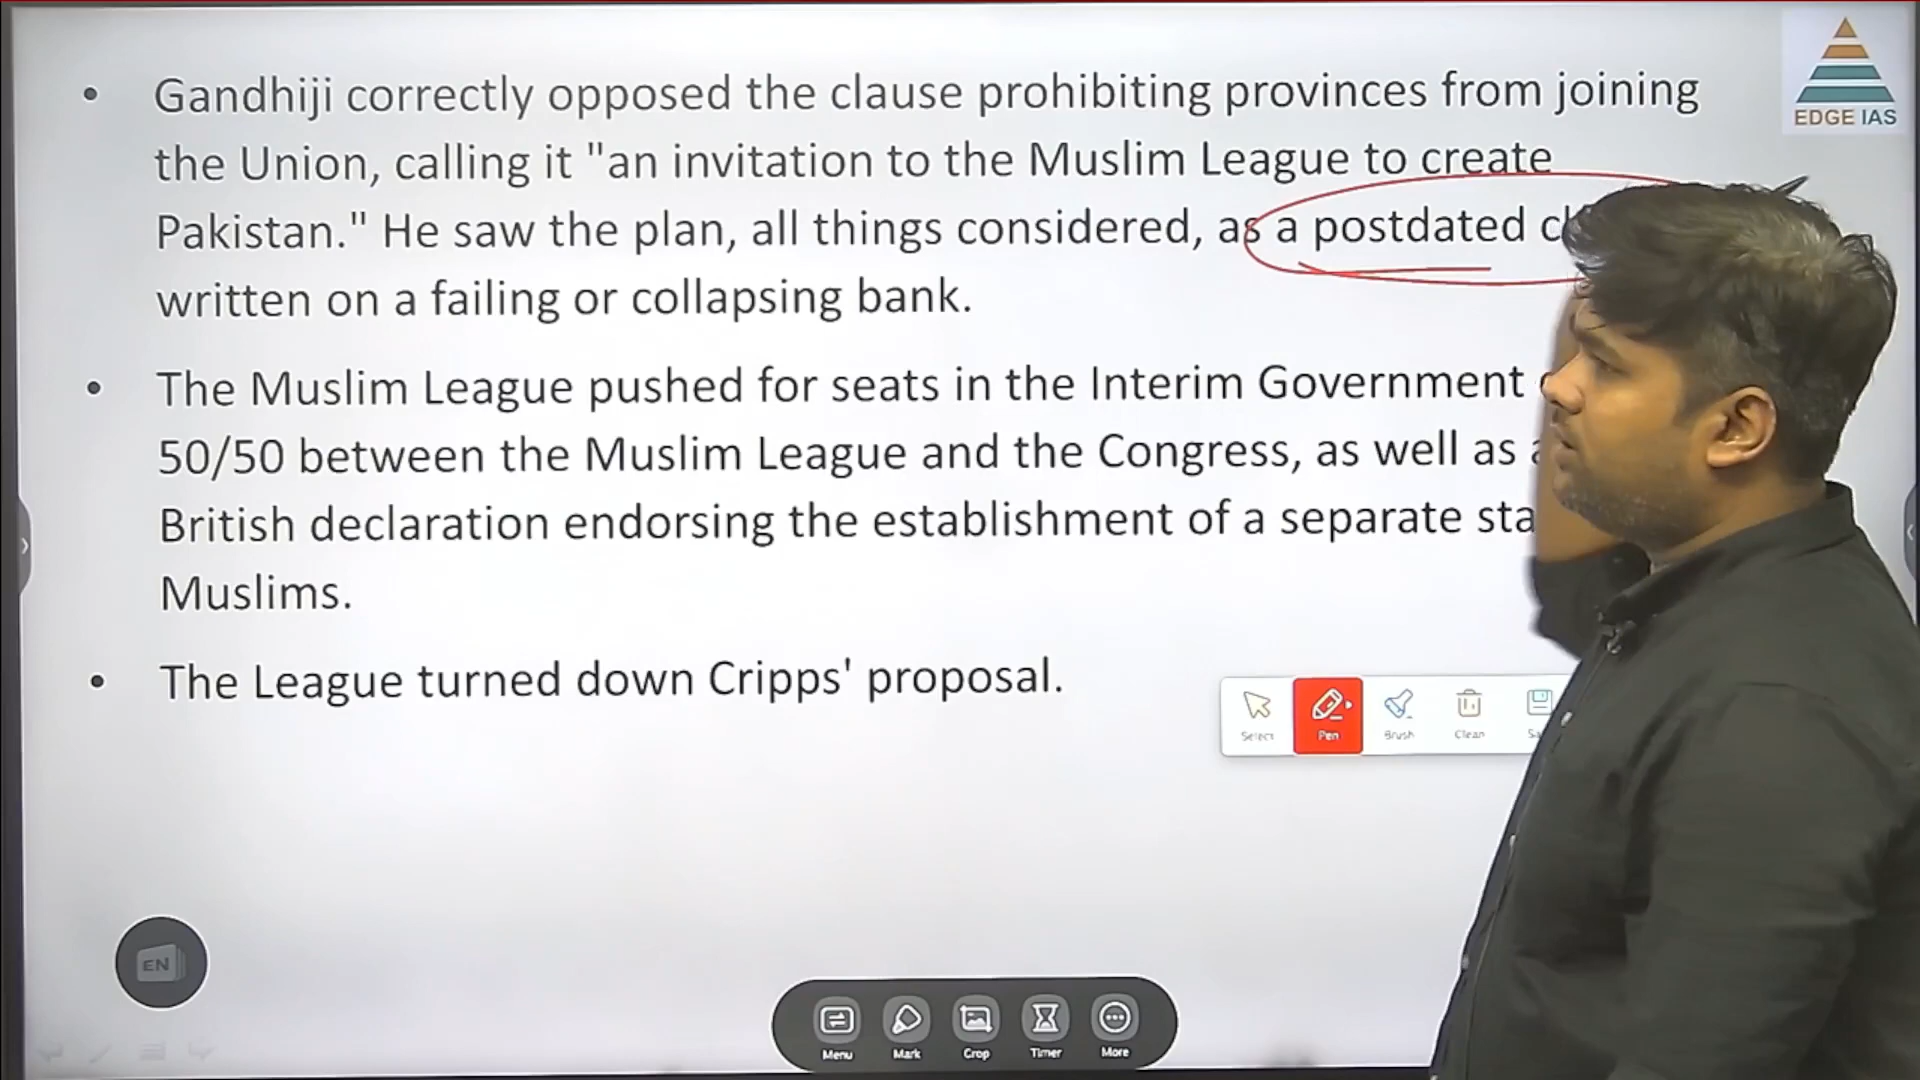 • Gandhiji correctly opposed the clause prohibiting provinces from joining
the Union, calling it "an invitation to the Muslim League to create
Pakistan." He saw the plan, all things considered, as a postdated
written on a failing or collapsing bank.
• The Muslim League pushed for seats in the Interim Government
50/50 between the Muslim League and the Congress, as well as
British declaration endorsing the establishment of a separate
Muslims.
• The League turned down Cripps' proposal.
EDGE IAS
Select Pen Brush Clean
EN
Menu Mark Crop Timer More